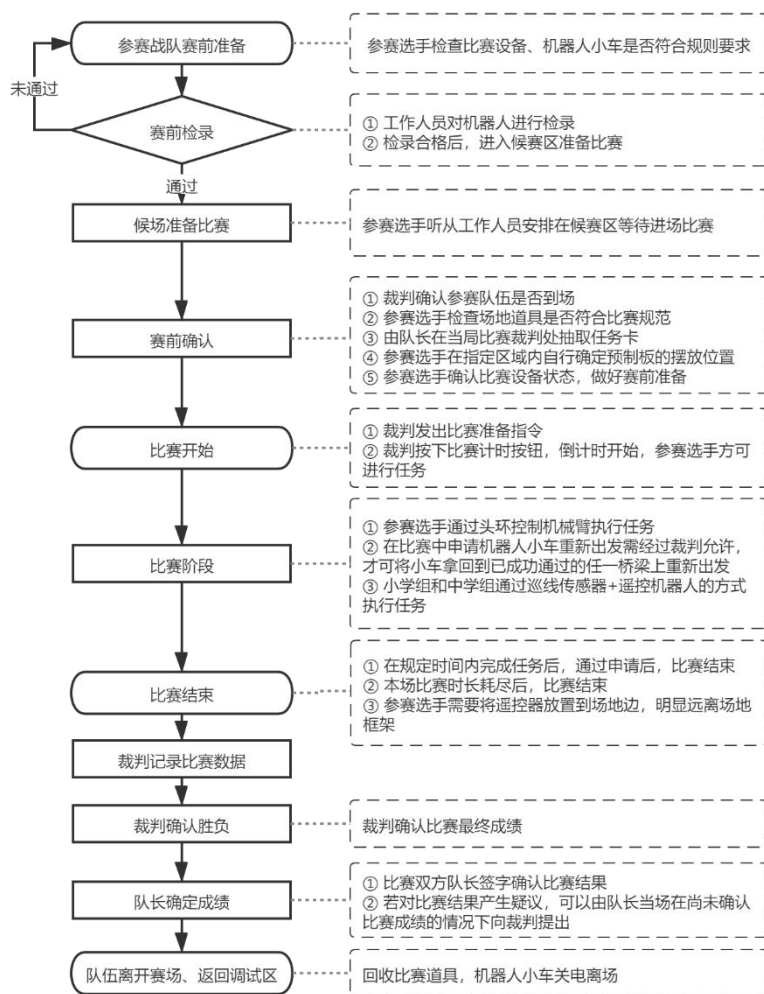 参赛战队赛前准备
参赛选手检查比赛设备、机器人小车是否符合规则要求
未通过
赛前检录
① 工作人员对机器人进行检录
② 检录合格后，进入候赛区准备比赛
通过
候场准备比赛
参赛选手听从工作人员安排在候赛区等待进场比赛
赛前确认
① 裁判确认参赛队伍是否到场
② 参赛选手检查场地道具是否符合比赛规范
③ 由队长在当局比赛裁判处抽取任务卡
④ 参赛选手在指定区域内自行确定预制板的摆放位置
⑤ 参赛选手确认比赛设备状态，做好赛前准备
比赛开始
① 裁判发出比赛准备指令
② 裁判按下比赛计时按钮，倒计时开始，参赛选手方可
进行任务
比赛阶段
① 参赛选手通过头环控制机械臂执行任务
② 在比赛中申请机器人小车重新出发需经过裁判允许，
才可将小车拿回到已成功通过的任一桥梁上重新出发
③ 小学组和中学组通过巡线传感器+遥控机器人的方式
执行任务
比赛结束
① 在规定时间内完成任务后，通过申请后，比赛结束
② 本场比赛时长耗尽后，比赛结束
③ 参赛选手需要将遥控器放置到场地边，明显远离场地
框架
裁判记录比赛数据
裁判确认胜负
裁判确认比赛最终成绩
队长确定成绩
① 比赛双方队长签字确认比赛结果
② 若对比赛结果产生疑议，可以由队长当场在尚未确认
比赛成绩的情况下向裁判提出
队伍离开赛场、返回调试区
回收比赛道具，机器人小车关电离场